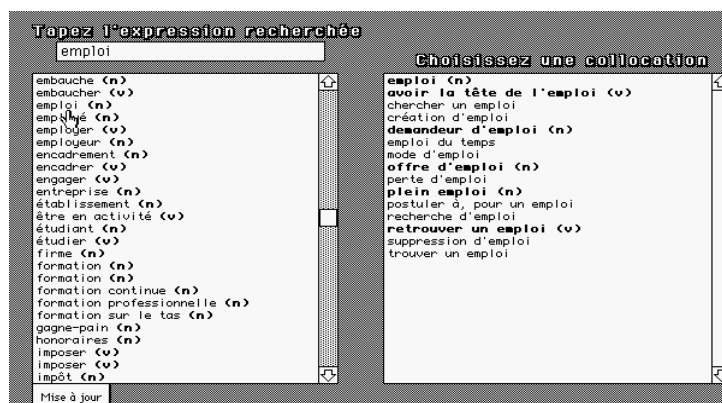 Tapez l'expression recherchée
emploi
embauche (n)
embaucher (v)
emploi (n)
employé (n)
employer (v)
employeur (n)
encadrement (n)
encadrer (v)
engager (v)
entreprise (n)
établissement (n)
être en activité (v)
étudiant (n)
étudier (v)
firme (n)
formation (n)
formation (n)
formation continue (n)
formation professionnelle (n)
formation sur le tas (n)
gagne-pain (n)
honoraires (n)
imposer (v)
imposer (v)
impôt (n)
Mise à jour
Choisissez une collocation
emploi (n)
avoir la tête de l'emploi (v)
chercher un emploi
création d'emploi
demandeur d'emploi (n)
emploi du temps
mode d'emploi
offre d'emploi (n)
perte d'emploi
plein emploi (n)
postuler à, pour un emploi
recherche d'emploi
retrouver un emploi (v)
suppression d'emploi
trouver un emploi